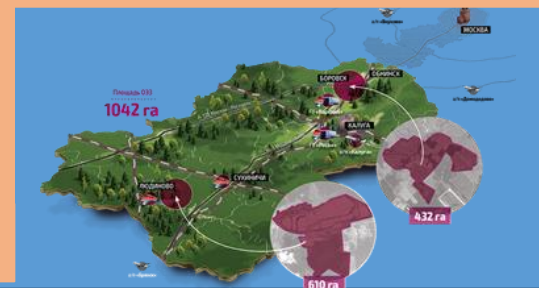 МОСКВА
Площадь ОЭЗ
1042 га
БОРОВСК
ОБНИНСК
КАЛУГА
ЛЮДИНОВО
СУХИНИЧИ
432 га
610 га